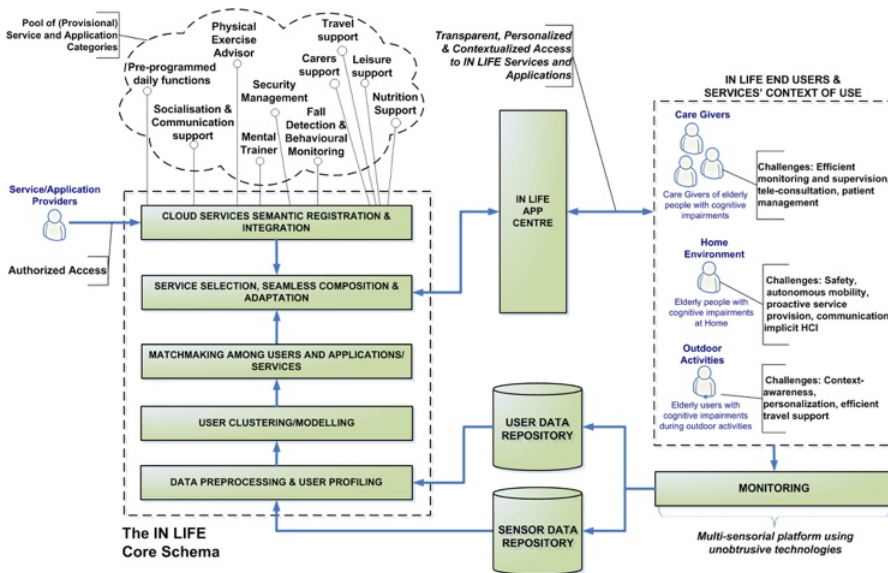 Pool of (Provisional)
Service and Application
Categories
Pre-programmed
daily functions
Physical
Exercise
Advisor
Travel
support
Carers
support
Leisure
support
Socialisation &
Communication
support
Security
Management
Nutrition
Support
Mental
Trainer
Fall
Detection &
Behavioural
Monitoring
Transparent, Personalized
& Contextualized Access
to IN LIFE Services and
Applications
Service/Application
Providers
Authorized Access
CLOUD SERVICES SEMANTIC REGISTRATION &
INTEGRATION
SERVICE SELECTION, SEAMLESS COMPOSITION &
ADAPTATION
MATCHMAKING AMONG USERS AND APPLICATIONS/
SERVICES
USER CLUSTERING/MODELLING
DATA PREPROCESSING & USER PROFILING
The IN LIFE
Core Schema
IN LIFE
APP
CENTRE
USER DATA
REPOSITORY
SENSOR DATA
REPOSITORY
IN LIFE END USERS &
SERVICES' CONTEXT OF USE
Care Givers
Care Givers of elderly
people with cognitive
impairments
Challenges: Efficient
monitoring and supervision,
tele-consultation, patient
management
Home
Environment
Elderly people with
cognitive impairments
at Home
Challenges: Safety,
autonomous mobility,
proactive service
provision, communication,
implicit HCI
Outdoor
Activities
Elderly users with
cognitive impairments
during outdoor activities
Challenges: Context-
awareness,
personalization, efficient
travel support
MONITORING
Multi-sensorial platform using
unobtrusive technologies